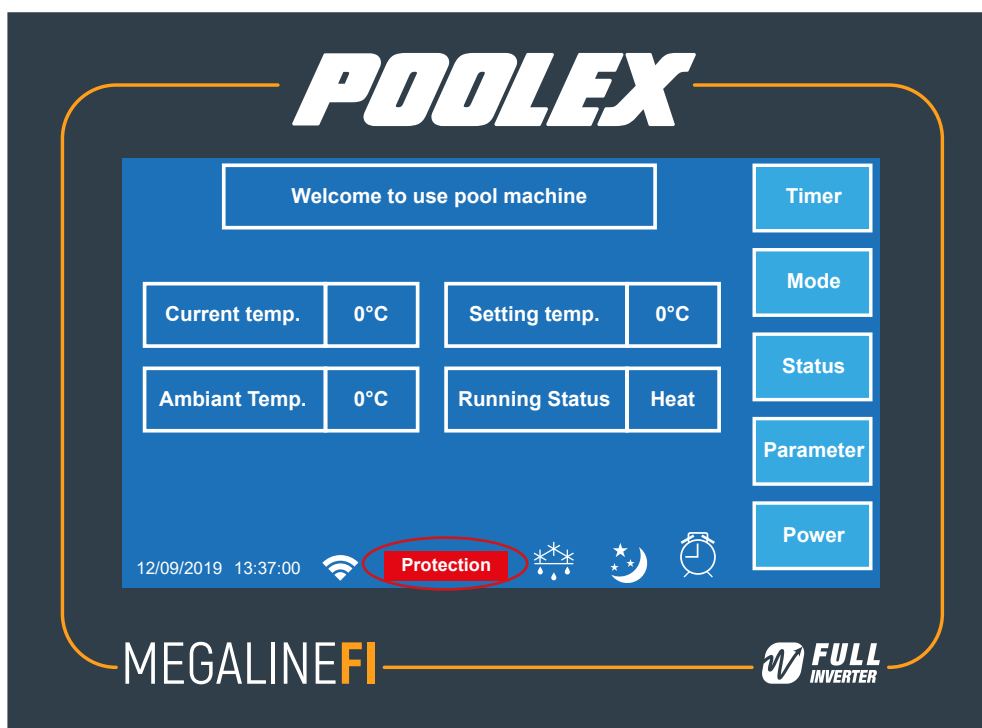 POOLEX
Welcome to use pool machine
Timer
Mode
Current temp. 0°C Setting temp. 0°C
Status
Ambiant Temp. 0°C Running Status Heat
Parameter
Power
12/09/2019 13:37:00 Protection
MEGALINEFI
FULL
INVERTER